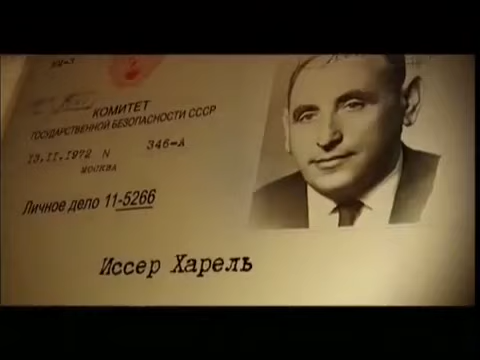 КОМИТЕТ
ГОСУДАРСТВЕННОЙ БЕЗОПАСНОСТИ СССР
13.II.1972 N 346-А
МОСКВА
Личное дело 11-5266
Иссер Харель